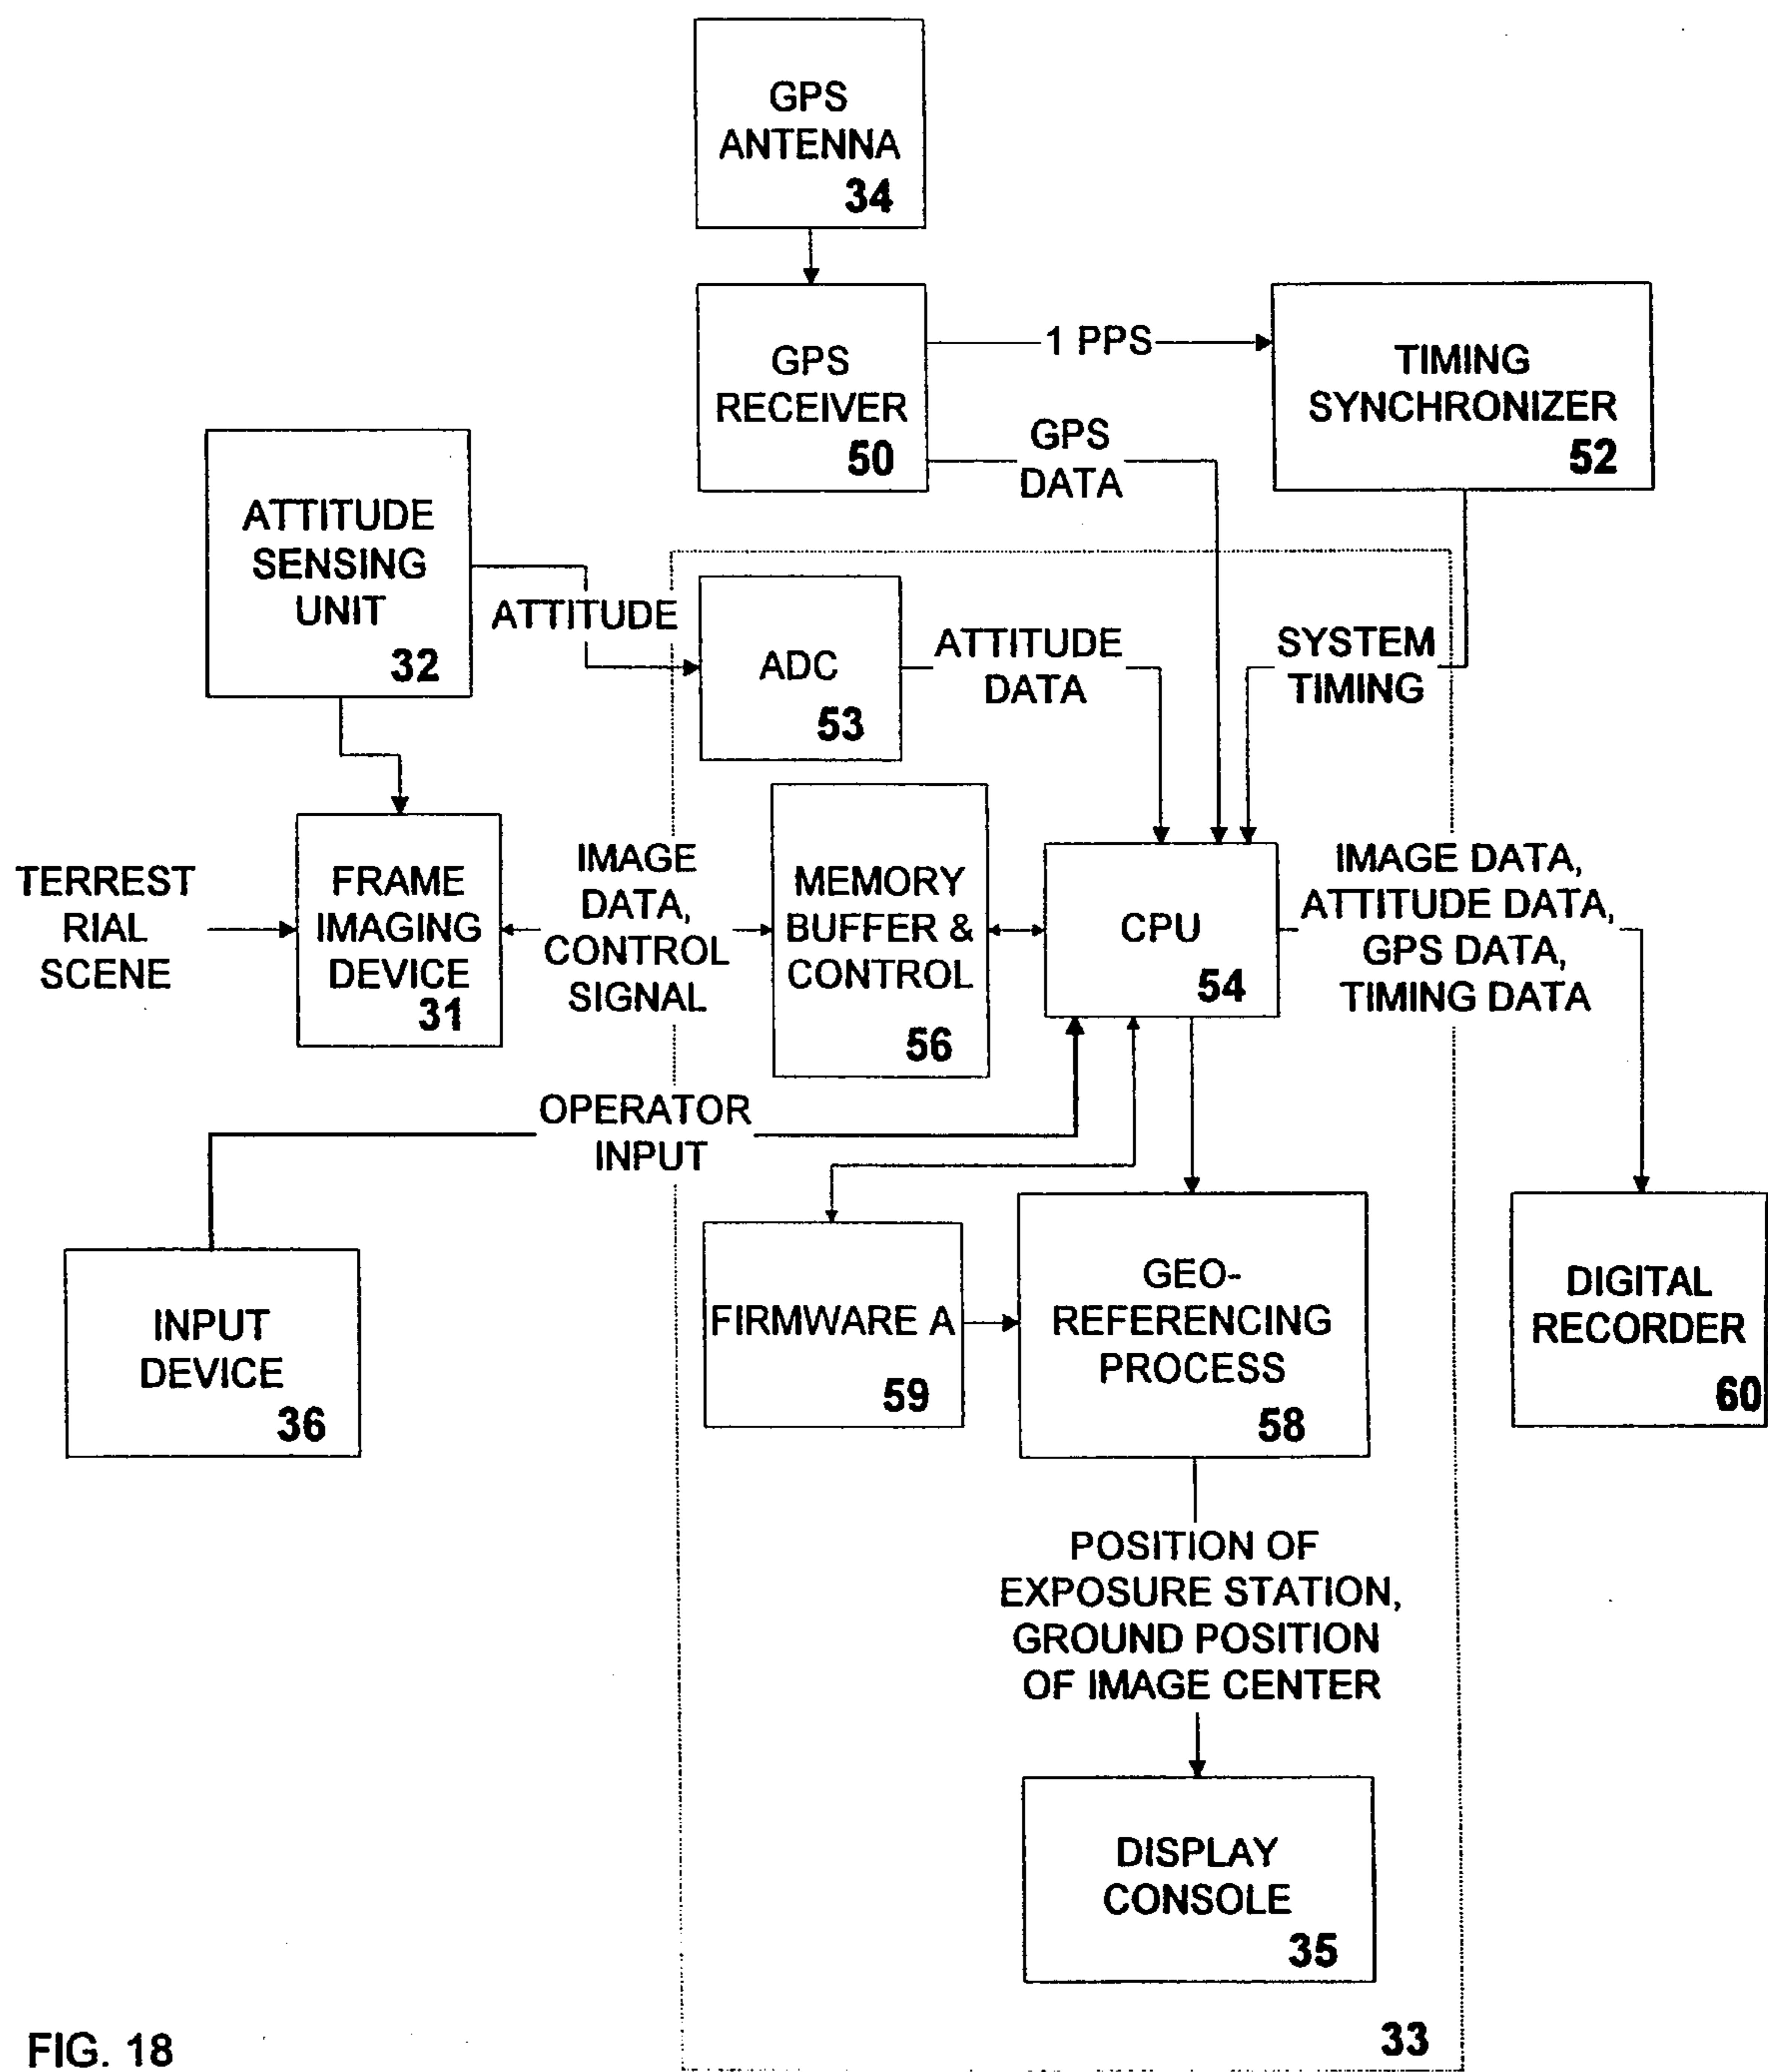 GPS
ANTENNA
34
GPS
RECEIVER
50
1 PPS
TIMING
SYNCHRONIZER
52
GPS
DATA
ATTITUDE
SENSING
UNIT
32
ATTITUDE
ADC
53
ATTITUDE
DATA
SYSTEM
TIMING
TERREST
RIAL
SCENE
FRAME
IMAGING
DEVICE
31
IMAGE
DATA,
CONTROL
SIGNAL
MEMORY
BUFFER &
CONTROL
56
CPU
54
IMAGE DATA,
ATTITUDE DATA,
GPS DATA,
TIMING DATA
OPERATOR
INPUT
INPUT
DEVICE
36
FIRMWARE A
59
GEO-
REFERENCING
PROCESS
58
DIGITAL
RECORDER
60
POSITION OF
EXPOSURE STATION,
GROUND POSITION
OF IMAGE CENTER
DISPLAY
CONSOLE
35
33
FIG. 18